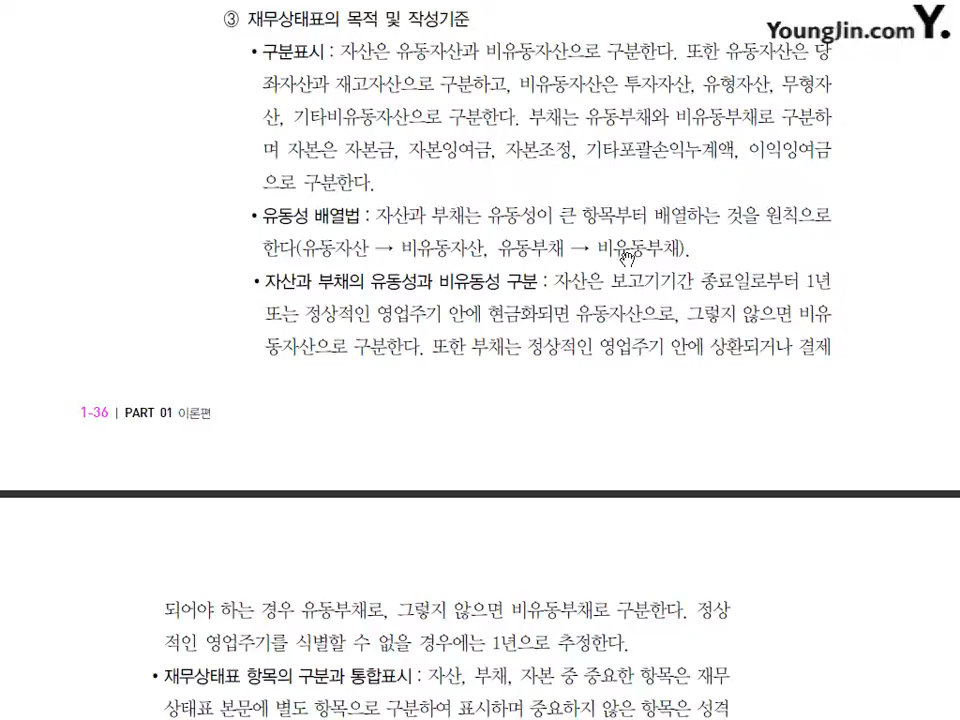 ③ 재무상태표의 목적 및 작성기준
YoungJin.com Y.
• 구분표시 : 자산은 유동자산과 비유동자산으로 구분한다. 또한 유동자산은 당
좌자산과 재고자산으로 구분하고, 비유동자산은 투자자산, 유형자산, 무형자
산, 기타비유동자산으로 구분한다. 부채는 유동부채와 비유동부채로 구분하
며 자본은 자본금, 자본잉여금, 자본조정, 기타포괄손익누계액, 이익잉여금
으로 구분한다.
• 유동성 배열법 : 자산과 부채는 유동성이 큰 항목부터 배열하는 것을 원칙으로
한다(유동자산 → 비유동자산, 유동부채 → 비유동부채).
• 자산과 부채의 유동성과 비유동성 구분 : 자산은 보고기기간 종료일로부터 1년
또는 정상적인 영업주기 안에 현금화되면 유동자산으로, 그렇지 않으면 비유
동자산으로 구분한다. 또한 부채는 정상적인 영업주기 안에 상환되거나 결제
1-36 | PART 01 이론편
되어야 하는 경우 유동부채로, 그렇지 않으면 비유동부채로 구분한다. 정상
적인 영업주기를 식별할 수 없을 경우에는 1년으로 추정한다.
• 재무상태표 항목의 구분과 통합표시 : 자산, 부채, 자본 중 중요한 항목은 재무
상태표 본문에 별도 항목으로 구분하여 표시하며 중요하지 않은 항목은 성격